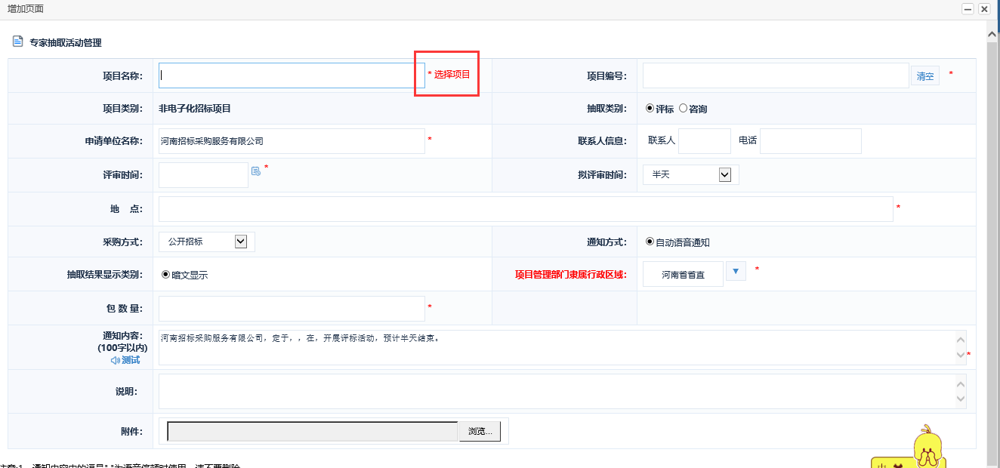 增加页面
专家抽取活动管理
项目名称： * 选择项目 项目编号： 清空 *
项目类别： 非电子化招标项目 抽取类别： 评标 咨询
申请单位名称： 河南招标采购服务有限公司 * 联系人信息： 联系人 电话
评审时间： * 拟评审时间： 半天
地 点： *
采购方式： 公开招标 通知方式： 自动语音通知
抽取结果显示类别： 暗文显示 项目管理部门隶属行政区域： 河南省省直 *
包 数 量： *
通知内容：
(100字以内)
测试
河南招标采购服务有限公司，定于，，在，开展评标活动，预计半天结束。
*
说明：
附件： 浏览...
注意:1、通知内容中的逗号","为语音停顿时使用，请不要删除
中